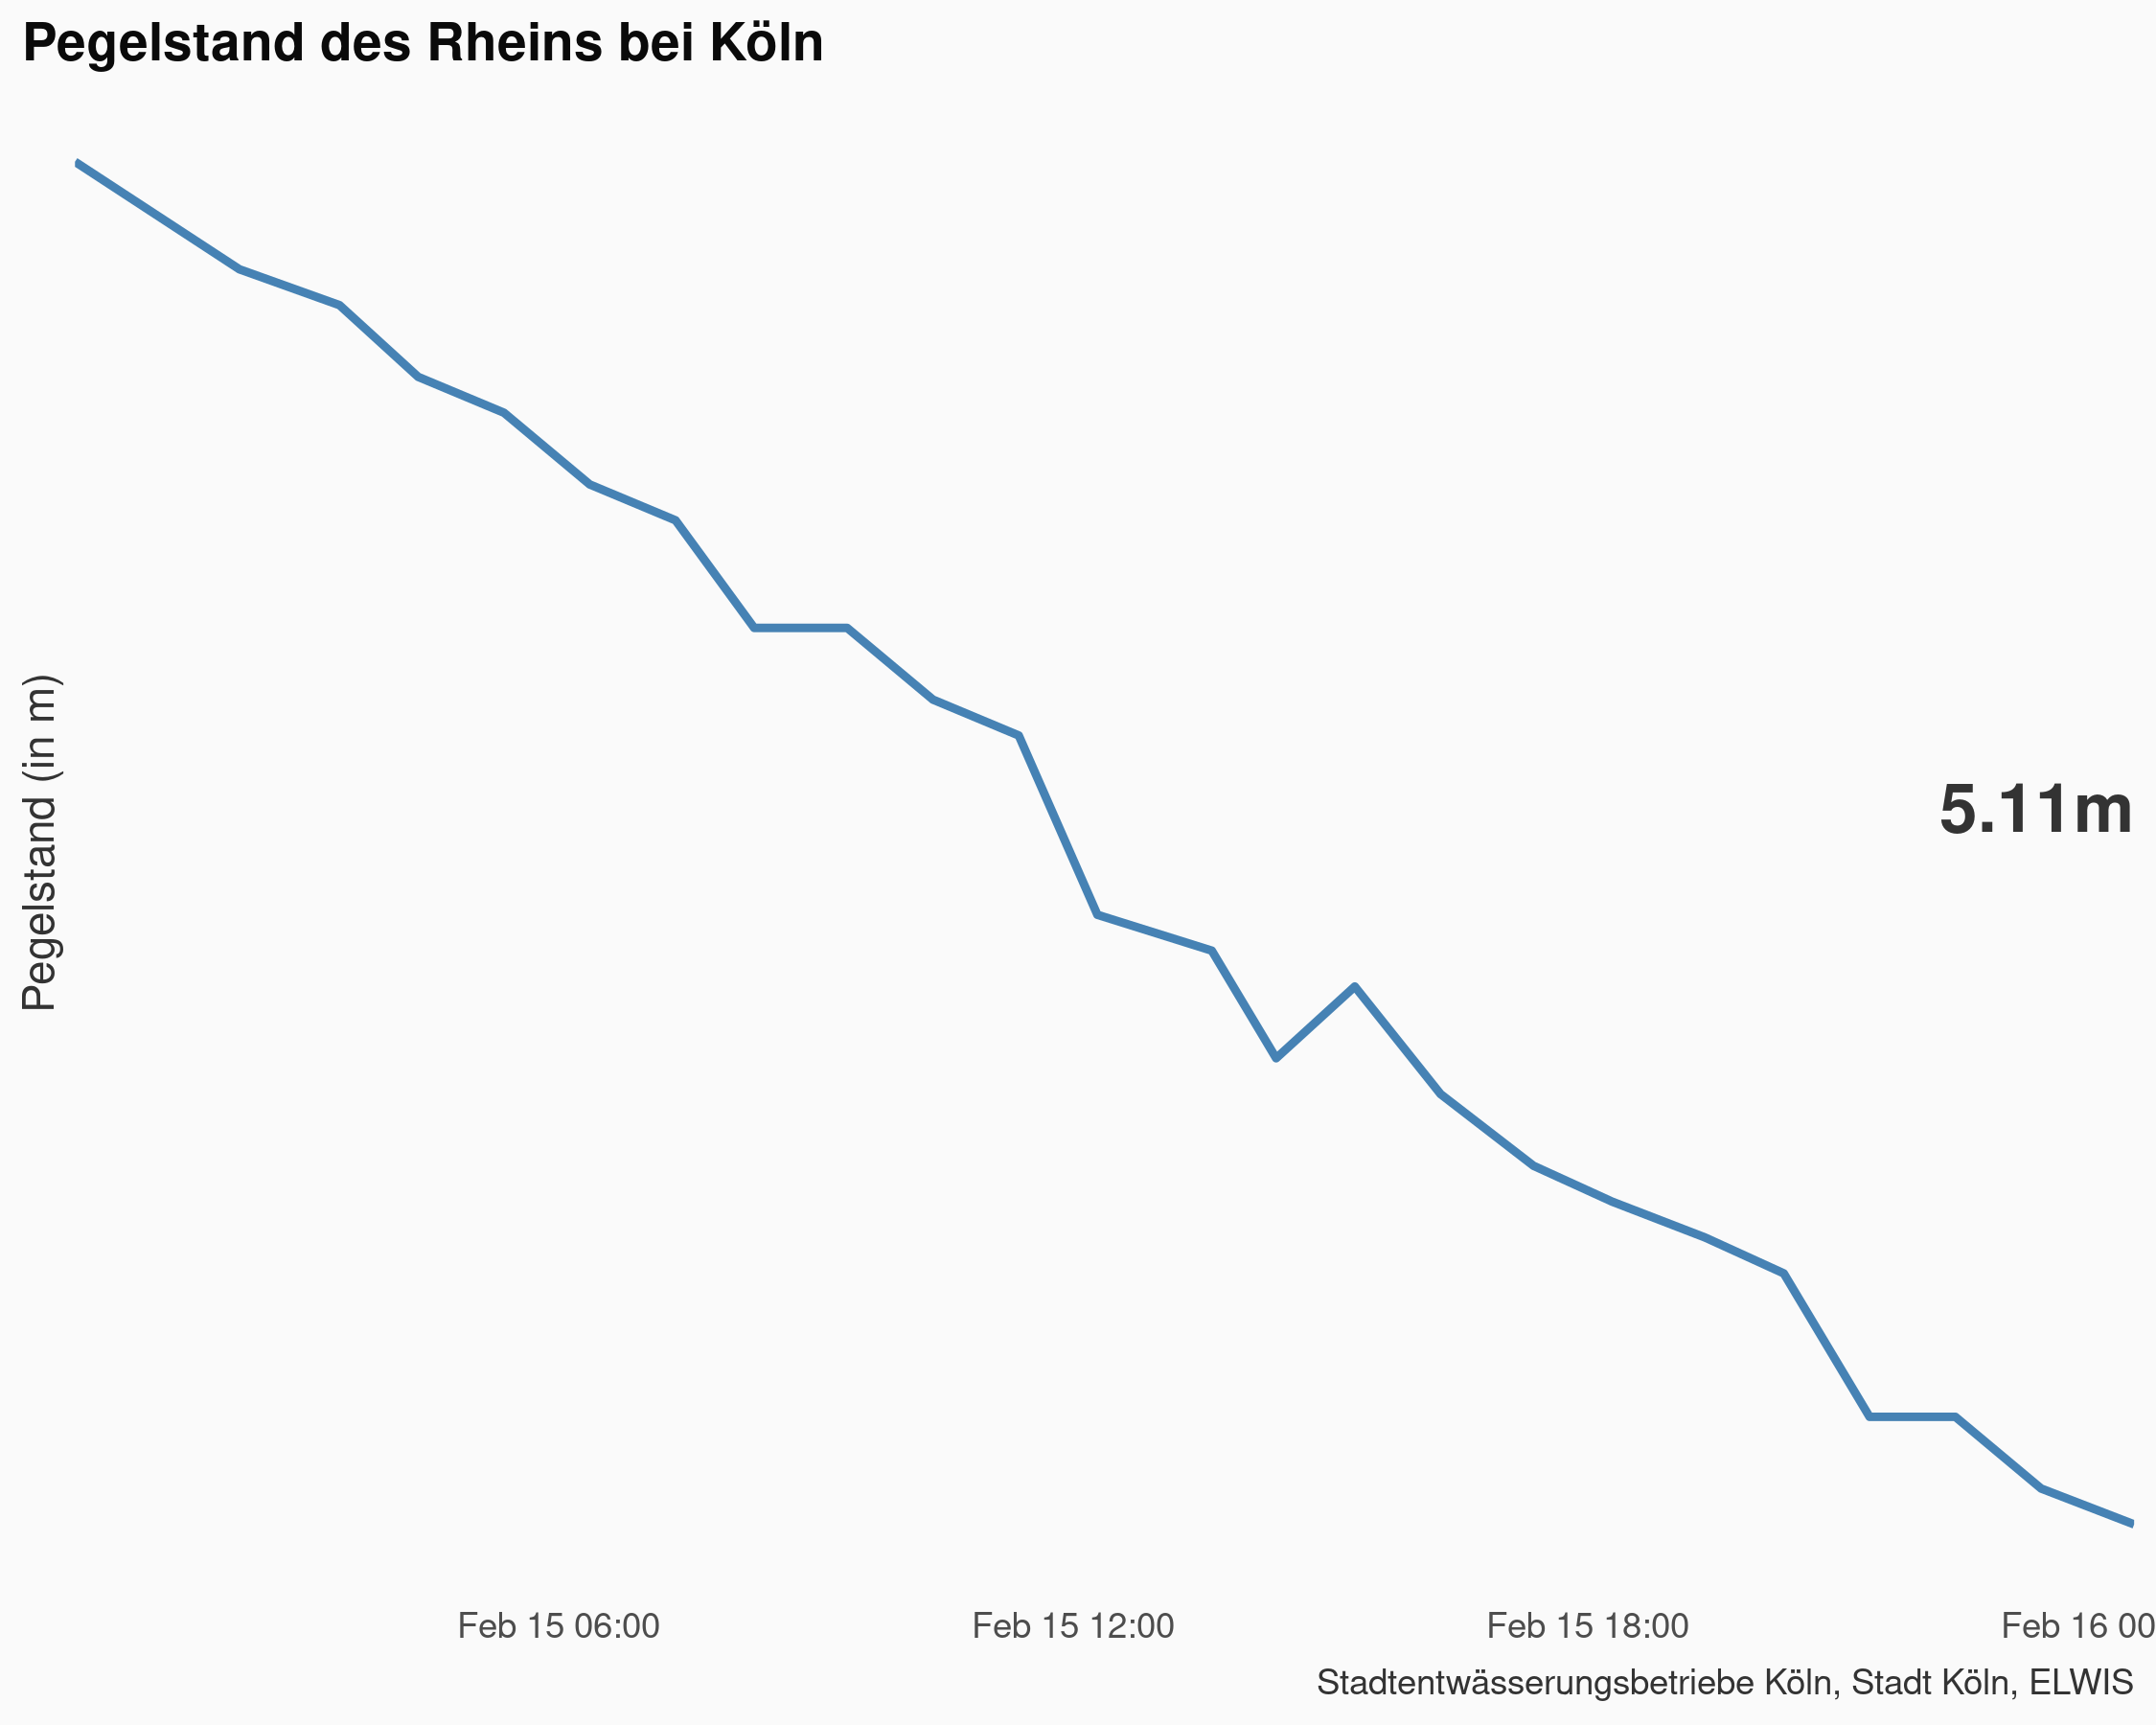 Pegelstand des Rheins bei Köln
Pegelstand (in m)
5.11m
Feb 15 06:00
Feb 15 12:00
Feb 15 18:00
Feb 16 00
Stadtentwässerungsbetriebe Köln, Stadt Köln, ELWIS